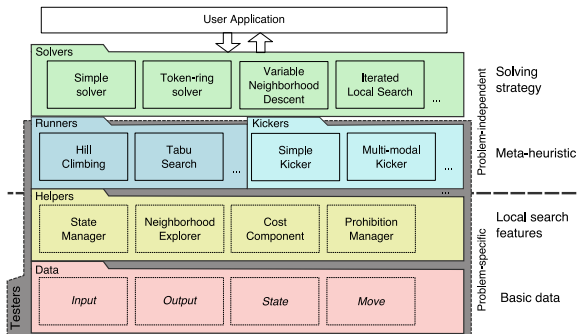 User Application
Solvers
Simple
solver
Token-ring
solver
Variable
Neighborhood
Descent
Iterated
Local Search
...
Solving
strategy
Problem-independent
Runners
Hill
Climbing
Tabu
Search
...
Kickers
Simple
Kicker
Multi-modal
Kicker
...
Meta-heuristic
...
Helpers
State
Manager
Neighborhood
Explorer
Cost
Component
Prohibition
Manager
Local search
features
Problem-specific
Data
Input
Output
State
Move
Basic data
Testers